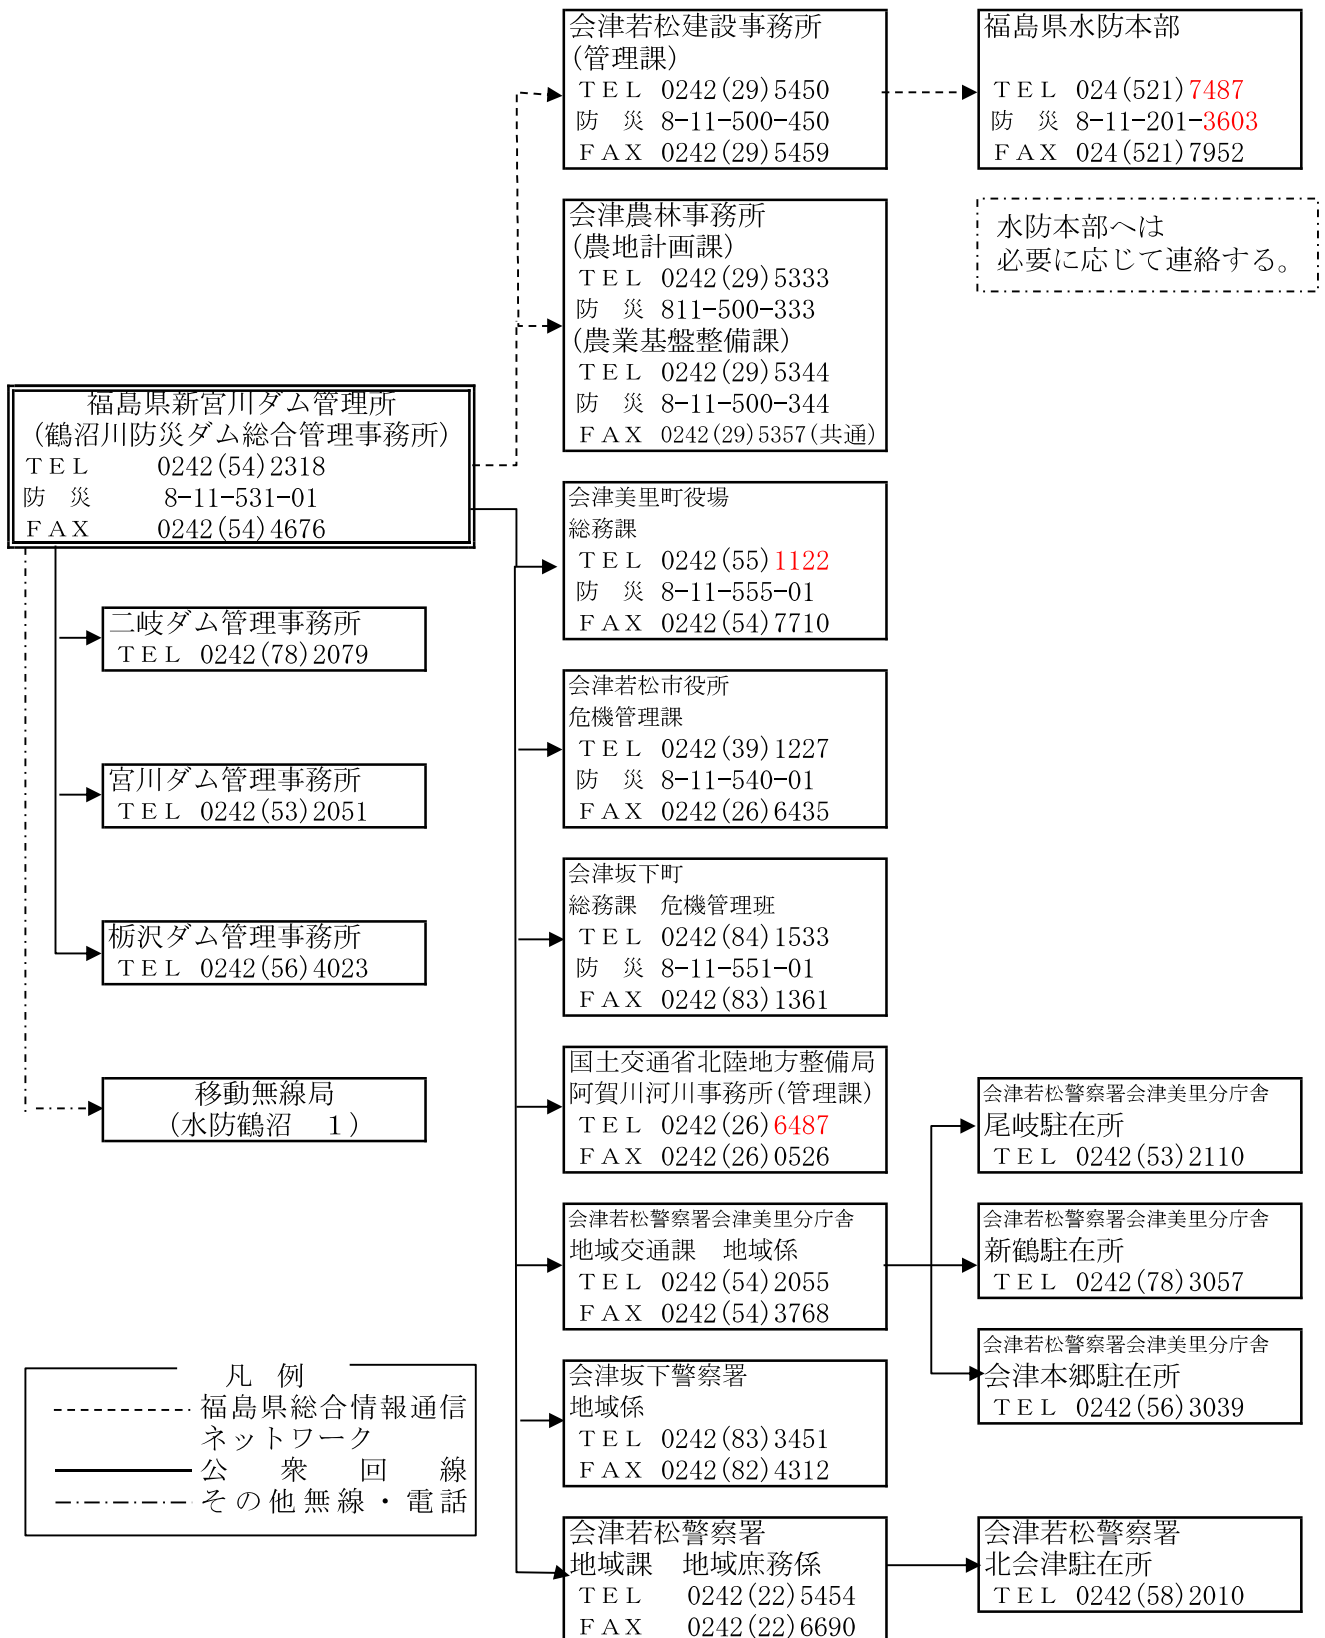 会津若松建設事務所
(管理課)
ＴＥＬ 0242(29)5450
防　災 8-11-500-450
ＦＡＸ 0242(29)5459
福島県水防本部
ＴＥＬ 024(521)7487
防　災 8-11-201-3603
ＦＡＸ 024(521)7952
会津農林事務所
(農地計画課)
ＴＥＬ 0242(29)5333
防　災 811-500-333
(農業基盤整備課)
ＴＥＬ 0242(29)5344
防　災 8-11-500-344
ＦＡＸ 0242(29)5357(共通)
水防本部へは
必要に応じて連絡する。
福島県新宮川ダム管理所
(鶴沼川防災ダム総合管理事務所)
ＴＥＬ 0242(54)2318
防　災 8-11-531-01
ＦＡＸ 0242(54)4676
会津美里町役場
総務課
ＴＥＬ 0242(55)1122
防　災 8-11-555-01
ＦＡＸ 0242(54)7710
二岐ダム管理事務所
ＴＥＬ 0242(78)2079
会津若松市役所
危機管理課
ＴＥＬ 0242(39)1227
防　災 8-11-540-01
ＦＡＸ 0242(26)6435
宮川ダム管理事務所
ＴＥＬ 0242(53)2051
会津坂下町
総務課　危機管理班
ＴＥＬ 0242(84)1533
防　災 8-11-551-01
ＦＡＸ 0242(83)1361
栃沢ダム管理事務所
ＴＥＬ 0242(56)4023
国土交通省北陸地方整備局
阿賀川河川事務所(管理課)
ＴＥＬ 0242(26)6487
ＦＡＸ 0242(26)0526
移動無線局
(水防鶴沼　１)
会津若松警察署会津美里分庁舎
尾岐駐在所
ＴＥＬ 0242(53)2110
会津若松警察署会津美里分庁舎
地域交通課　地域係
ＴＥＬ 0242(54)2055
ＦＡＸ 0242(54)3768
会津若松警察署会津美里分庁舎
新鶴駐在所
ＴＥＬ 0242(78)3057
会津若松警察署会津美里分庁舎
会津本郷駐在所
ＴＥＬ 0242(56)3039
会津坂下警察署
地域係
ＴＥＬ 0242(83)3451
ＦＡＸ 0242(82)4312
凡　例
福島県総合情報通信
ネットワーク
公　衆　回　線
その他無線・電話
会津若松警察署
地域課　地域庶務係
ＴＥＬ 0242(22)5454
ＦＡＸ 0242(22)6690
会津若松警察署
北会津駐在所
ＴＥＬ 0242(58)2010